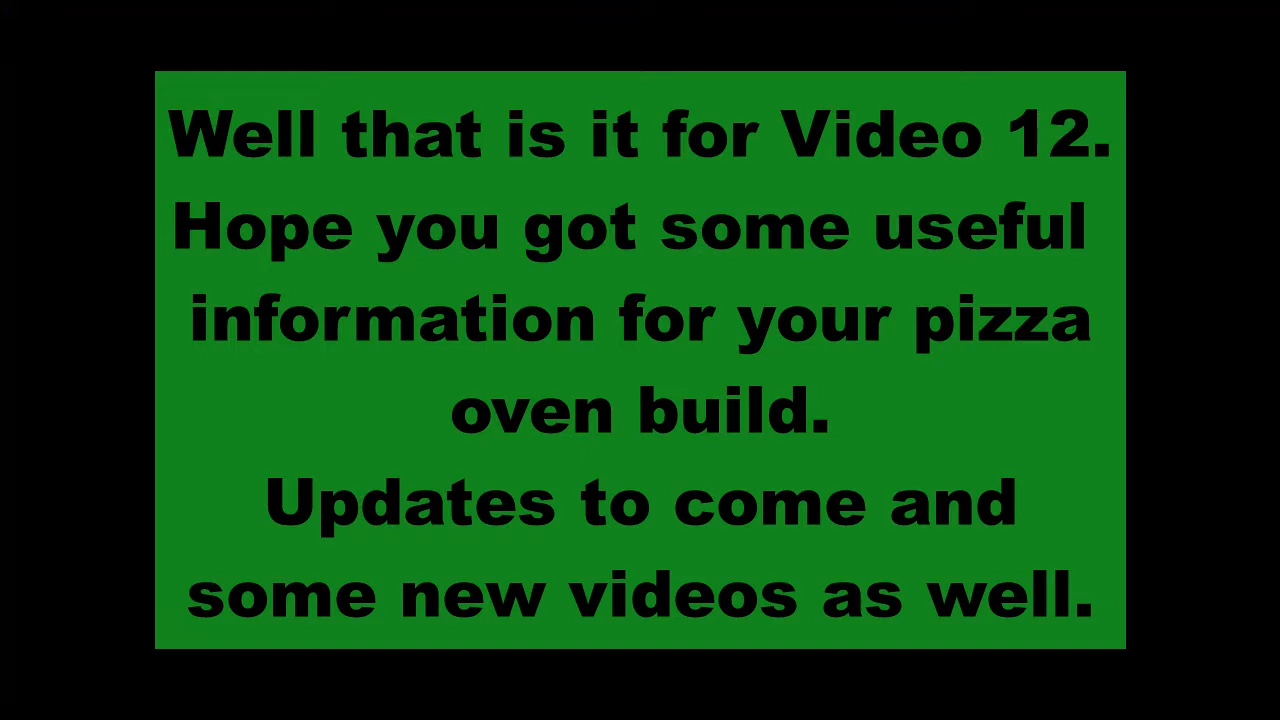 Well that is it for Video 12.
Hope you got some useful
information for your pizza
oven build.
Updates to come and
some new videos as well.